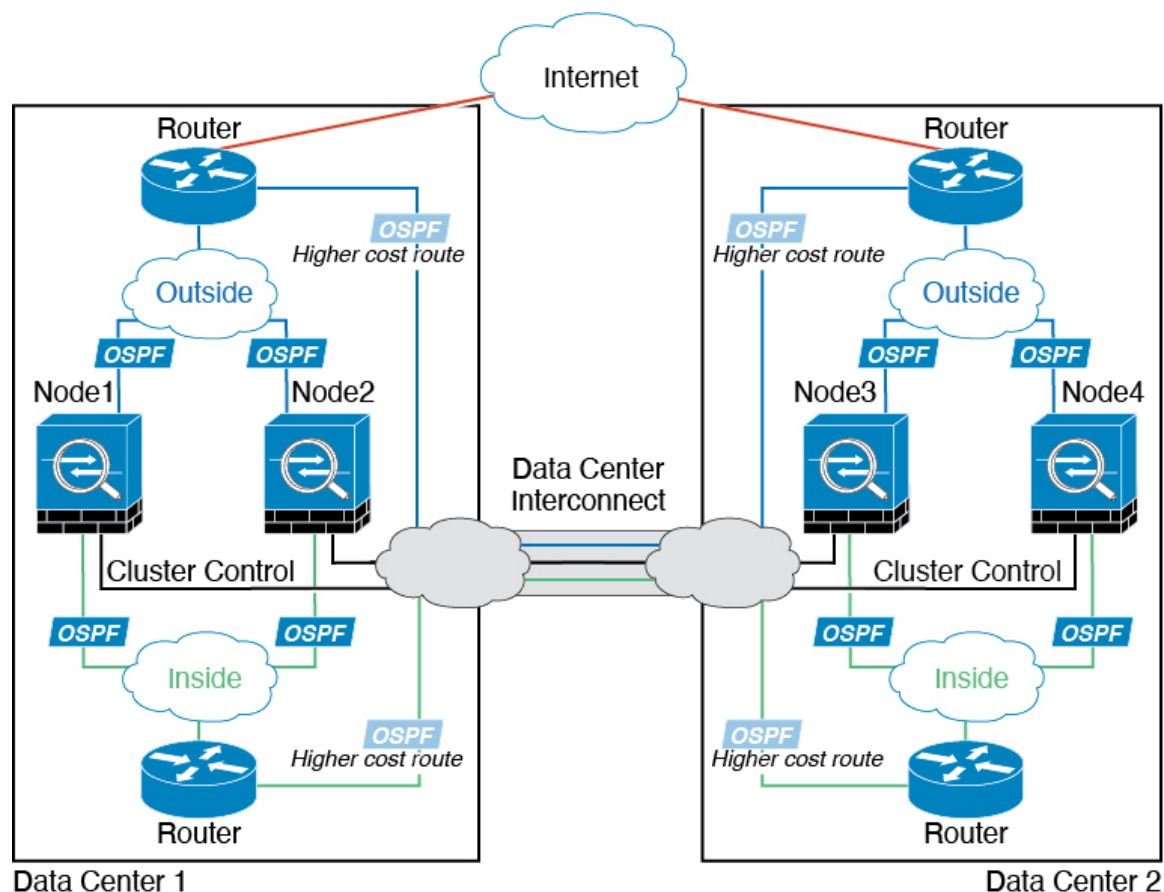 Internet
Router
Router
OSPF
Higher cost route
OSPF
Higher cost route
Outside
Outside
OSPF
OSPF
OSPF
OSPF
Node1
Node2
Node3
Node4
Data Center
Interconnect
Cluster Control
Cluster Control
OSPF
OSPF
OSPF
OSPF
Inside
Inside
OSPF
Higher cost route
OSPF
Higher cost route
Router
Router
Data Center 1
Data Center 2